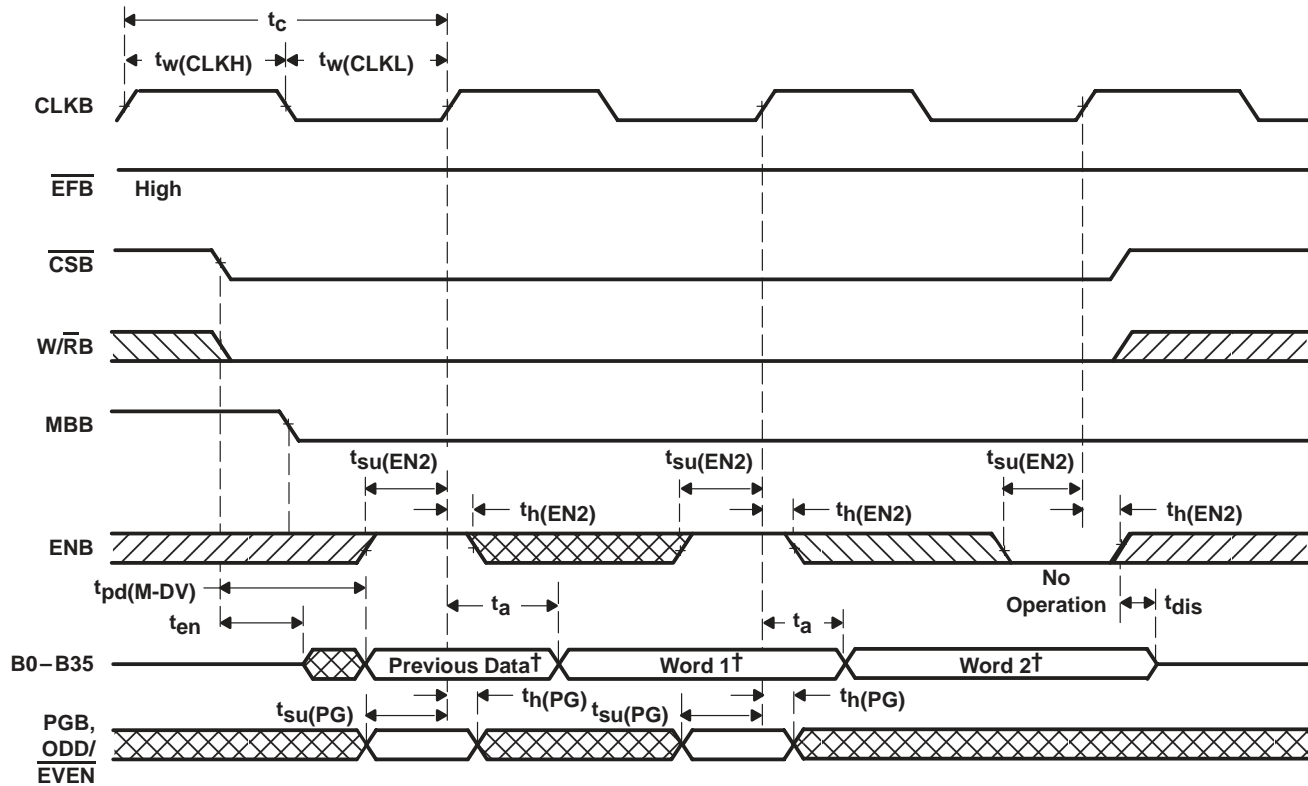 tc
tw(CLKH)
tw(CLKL)
CLKB
EFB
High
CSB
W/RB
MBB
tsu(EN2)
tsu(EN2)
tsu(EN2)
th(EN2)
th(EN2)
th(EN2)
ENB
No
Operation
tpd(M-DV)
ta
ta
tdis
ten
B0–B35
Previous Data†
Word 1†
Word 2†
tsu(PG)
th(PG)
tsu(PG)
th(PG)
PGB,
ODD/
EVEN